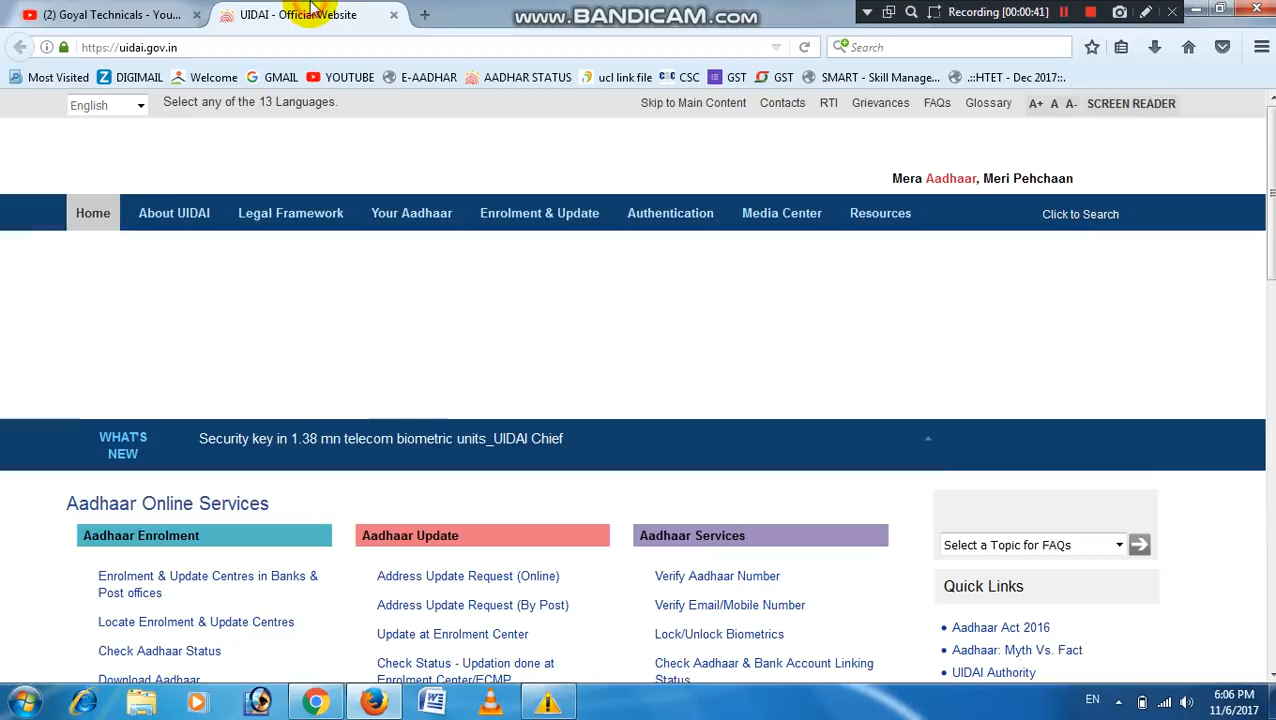 (2) Goyal Technicals - You...
UIDAI - Official Website
www.BANDICAM.com
Recording [00:00:41]
https://uidai.gov.in
Search
Most Visited
DIGIMAIL
Welcome
GMAIL
YOUTUBE
E-AADHAR
AADHAR STATUS
ucl link file
CSC
GST
GST
SMART - Skill Manage...
.::HTET - Dec 2017::.
English
Select any of the 13 Languages.
Skip to Main Content
Contacts
RTI
Grievances
FAQs
Glossary
A+ A A-
SCREEN READER
Mera Aadhaar, Meri Pehchaan
Home
About UIDAI
Legal Framework
Your Aadhaar
Enrolment & Update
Authentication
Media Center
Resources
Click to Search
WHAT'S
NEW
Security key in 1.38 mn telecom biometric units_UIDAI Chief
Aadhaar Online Services
Aadhaar Enrolment
Enrolment & Update Centres in Banks &
Post offices
Locate Enrolment & Update Centres
Check Aadhaar Status
Download Aadhaar
Aadhaar Update
Address Update Request (Online)
Address Update Request (By Post)
Update at Enrolment Center
Check Status - Updation done at
Enrolment Center/ECMP
Aadhaar Services
Verify Aadhaar Number
Verify Email/Mobile Number
Lock/Unlock Biometrics
Check Aadhaar & Bank Account Linking
Status
Select a Topic for FAQs
Quick Links
Aadhaar Act 2016
Aadhaar: Myth Vs. Fact
UIDAI Authority
EN
6:06 PM
11/6/2017